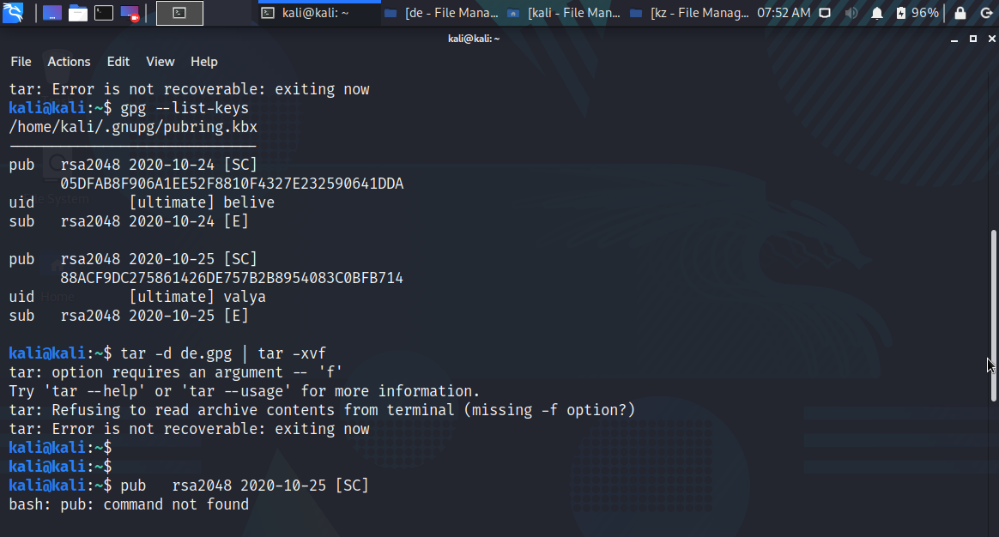 kali@kali: ~
[de - File Mana...
[kali - File Man...
[kz - File Manag...
07:52 AM
96%
kali@kali: ~
File Actions Edit View Help
tar: Error is not recoverable: exiting now
kali@kali:~$ gpg --list-keys
/home/kali/.gnupg/pubring.kbx
-----------------------------
pub   rsa2048 2020-10-24 [SC]
      05DFAB8F906A1EE52F8810F4327E232590641DDA
uid           [ultimate] belive
sub   rsa2048 2020-10-24 [E]
pub   rsa2048 2020-10-25 [SC]
      88ACF9DC275861426DE757B2B8954083C0BFB714
uid           [ultimate] valya
sub   rsa2048 2020-10-25 [E]
kali@kali:~$ tar -d de.gpg | tar -xvf
tar: option requires an argument -- 'f'
Try 'tar --help' or 'tar --usage' for more information.
tar: Refusing to read archive contents from terminal (missing -f option?)
tar: Error is not recoverable: exiting now
kali@kali:~$
kali@kali:~$
kali@kali:~$ pub   rsa2048 2020-10-25 [SC]
bash: pub: command not found
System
Home